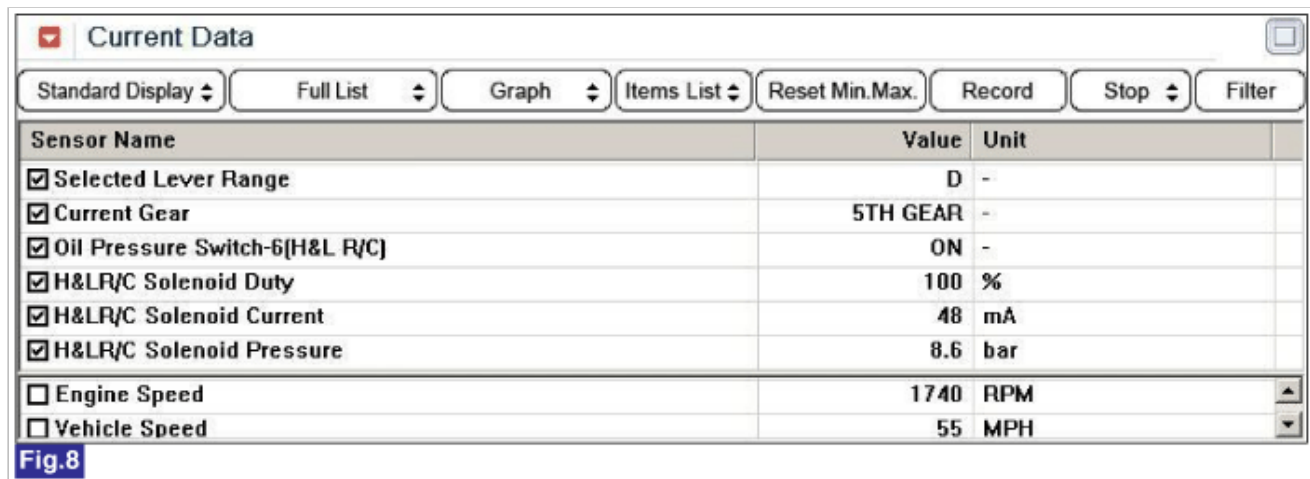 Current Data
Standard Display Full List Graph Items List Reset Min.Max. Record Stop Filter
Sensor Name Value Unit
Selected Lever Range D -
Current Gear 5TH GEAR -
Oil Pressure Switch-6(H&L R/C) ON -
H&LR/C Solenoid Duty 100 %
H&LR/C Solenoid Current 48 mA
H&LR/C Solenoid Pressure 8.6 bar
Engine Speed 1740 RPM
Vehicle Speed 55 MPH
Fig.8